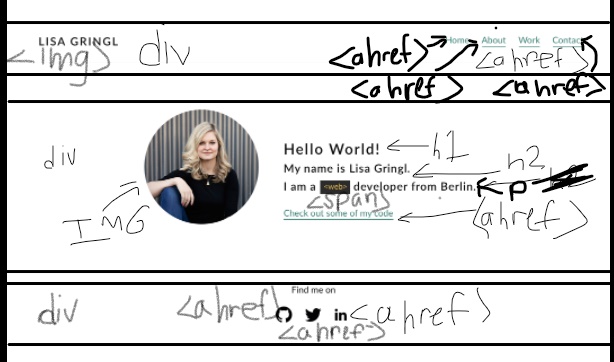 LISA GRINGL
<Img>
div
Home About Work Contac
<ahref>
<ahref>
<ahref>
<ahref>
div
IMG
Hello World!
h1
My name is Lisa Gringl.
h2
I am a <web> developer from Berlin.
p
<span>
Check out some of my code
<ahref>
div
Find me on
<ahref>
in
<ahref>
<ahref>